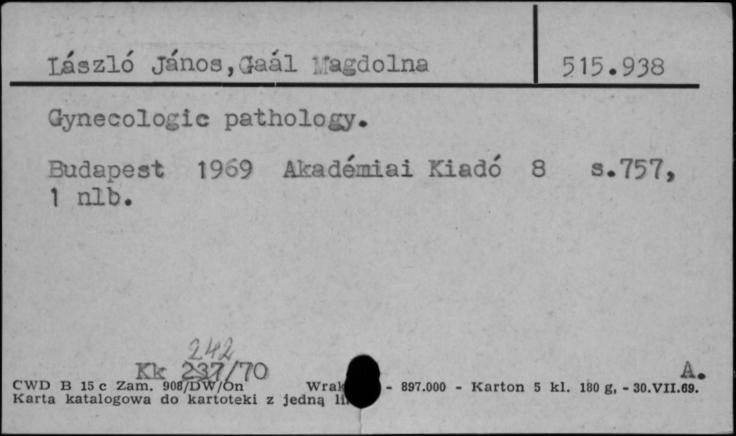 László János, Gaál Magdolna 515.938
Gynecologic pathology.
Budapest 1969 Akadémiai Kiadó 8 s.757,
1 nlb.
242
Kk 237/70 A.
CWD B 15 c Zam. 908/DW/On - 897.000 - Karton 5 kl. 180 g, - 30.VII.69.
Karta katalogowa do kartoteki z jedną